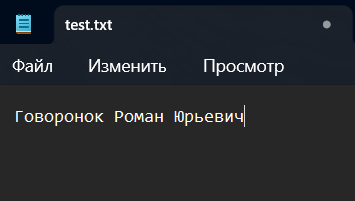 test.txt
Файл Изменить Просмотр
Говоронок Роман Юрьевич